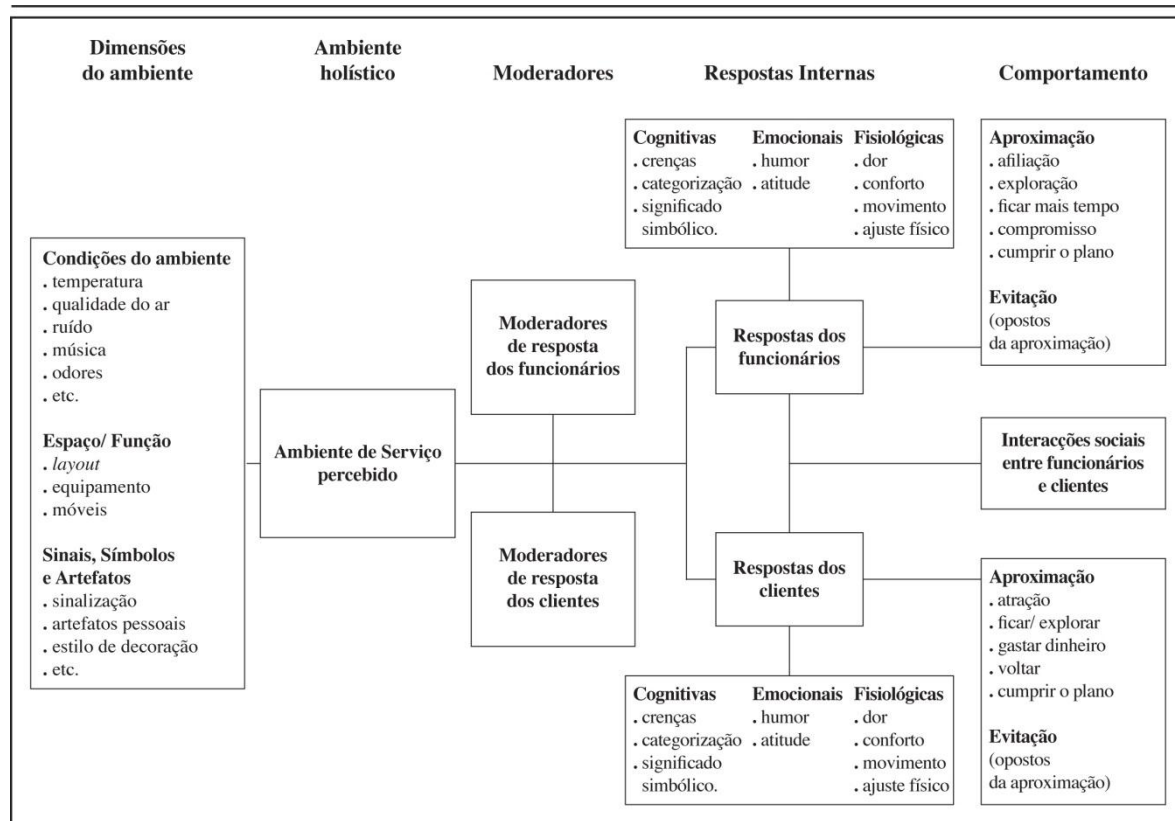 Dimensões
do ambiente
Ambiente
holístico
Moderadores
Respostas Internas
Comportamento
Condições do ambiente
. temperatura
. qualidade do ar
. ruído
. música
. odores
. etc.
Espaço/ Função
. layout
. equipamento
. móveis
Sinais, Símbolos
e Artefatos
. sinalização
. artefatos pessoais
. estilo de decoração
. etc.
Ambiente de Serviço
percebido
Moderadores
de resposta
dos funcionários
Moderadores
de resposta
dos clientes
Cognitivas
. crenças
. categorização
. significado
simbólico.
Emocionais
. humor
. atitude
Fisiológicas
. dor
. conforto
. movimento
. ajuste físico
Respostas dos
funcionários
Respostas dos
clientes
Cognitivas
. crenças
. categorização
. significado
simbólico.
Emocionais
. humor
. atitude
Fisiológicas
. dor
. conforto
. movimento
. ajuste físico
Aproximação
. afiliação
. exploração
. ficar mais tempo
. compromisso
. cumprir o plano
Evitação
(opostos
da aproximação)
Interacções sociais
entre funcionários
e clientes
Aproximação
. atração
. ficar/ explorar
. gastar dinheiro
. voltar
. cumprir o plano
Evitação
(opostos
da aproximação)